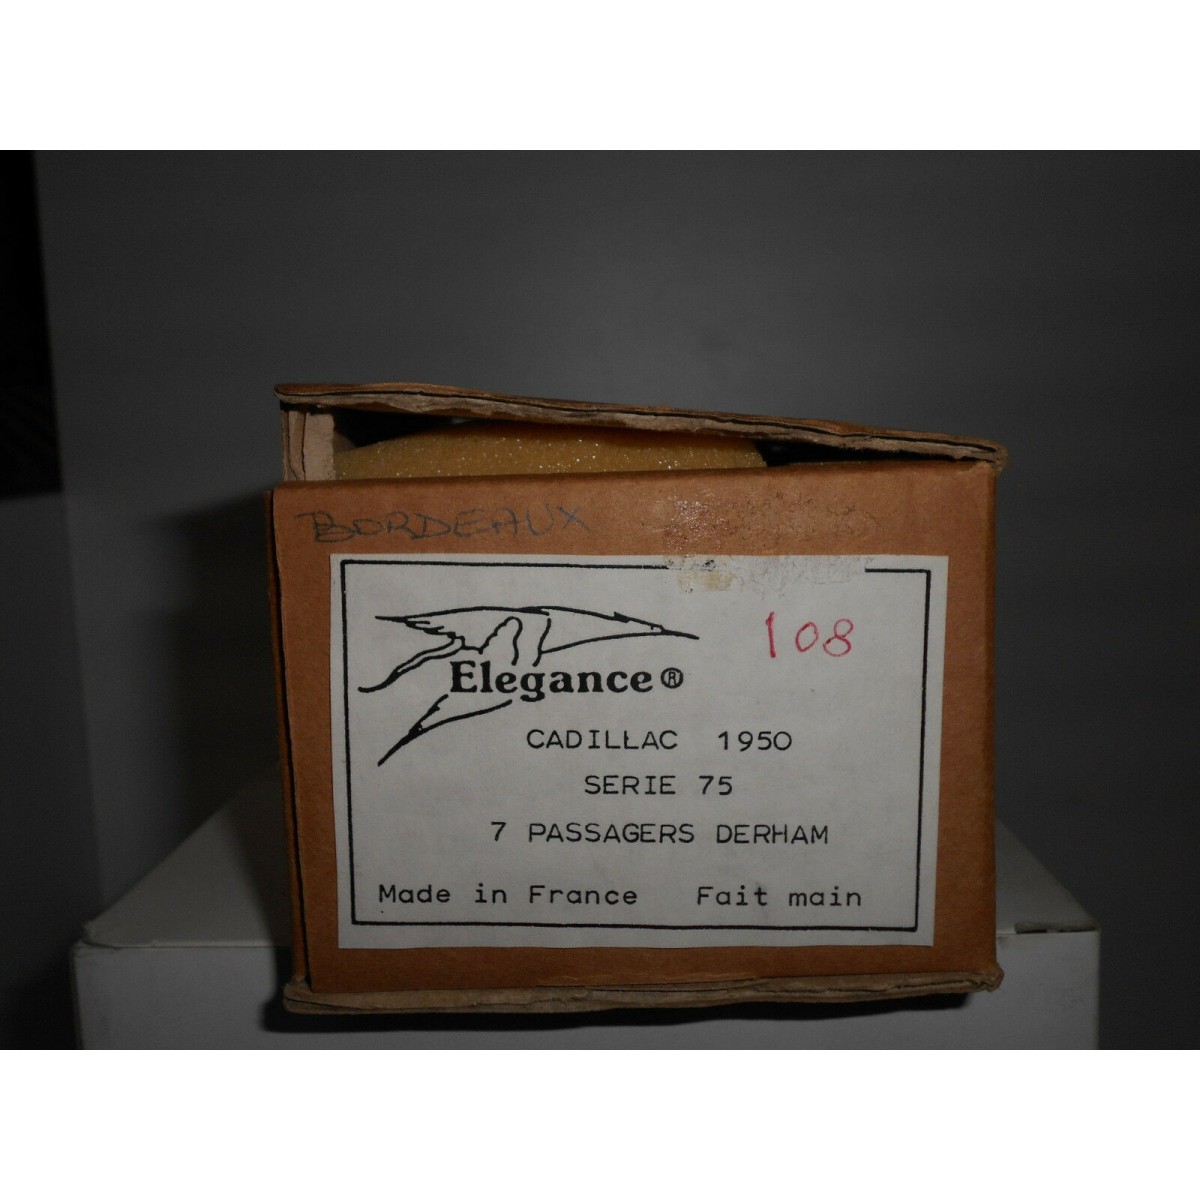 BORDEAUX
108
Elegance®
CADILLAC 1950
SERIE 75
7 PASSAGERS DERHAM
Made in France Fait main